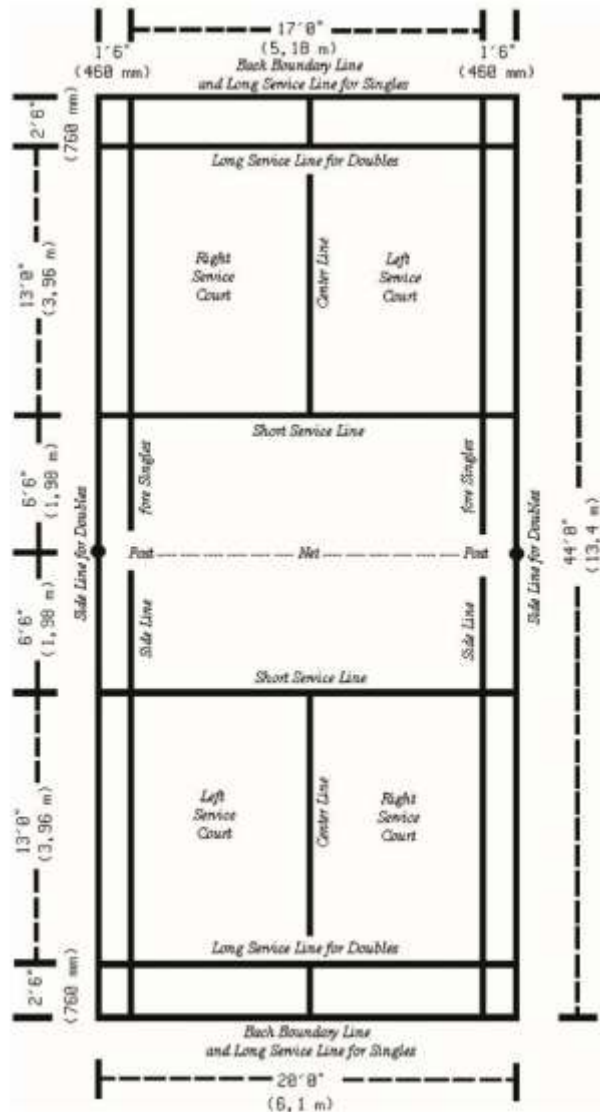 17'0"
(5,18 m)
1'6"
(460 mm)
1'6"
(460 mm)
Back Boundary Line
and Long Service Line for Singles
2'6"
(760 mm)
Long Service Line for Doubles
13'0"
(3,96 m)
Right
Service
Court
Center Line
Left
Service
Court
Short Service Line
6'6"
(1,98 m)
fore Singles
fore Singles
Side Line for Doubles
Post
Net
Post
Side Line for Doubles
44'0"
(13,4 m)
6'6"
(1,98 m)
Side Line
Side Line
Short Service Line
13'0"
(3,96 m)
Left
Service
Court
Center Line
Right
Service
Court
Long Service Line for Doubles
2'6"
(760 mm)
Back Boundary Line
and Long Service Line for Singles
20'0"
(6,1 m)